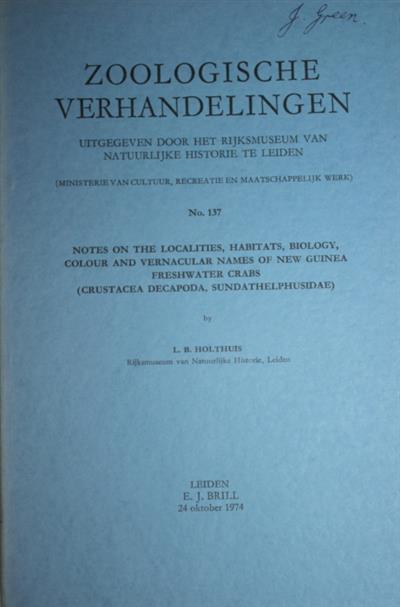 J. Green.
ZOOLOGISCHE
VERHANDELINGEN
UITGEGEVEN DOOR HET RIJKSMUSEUM VAN
NATUURLIJKE HISTORIE TE LEIDEN
(MINISTERIE VAN CULTUUR, RECREATIE EN MAATSCHAPPELIJK WERK)
No. 137
NOTES ON THE LOCALITIES, HABITATS, BIOLOGY,
COLOUR AND VERNACULAR NAMES OF NEW GUINEA
FRESHWATER CRABS
(CRUSTACEA DECAPODA, SUNDATHELPHUSIDAE)
by
L. B. HOLTHUIS
Rijksmuseum van Natuurlijke Historie, Leiden
LEIDEN
E. J. BRILL
24 oktober 1974